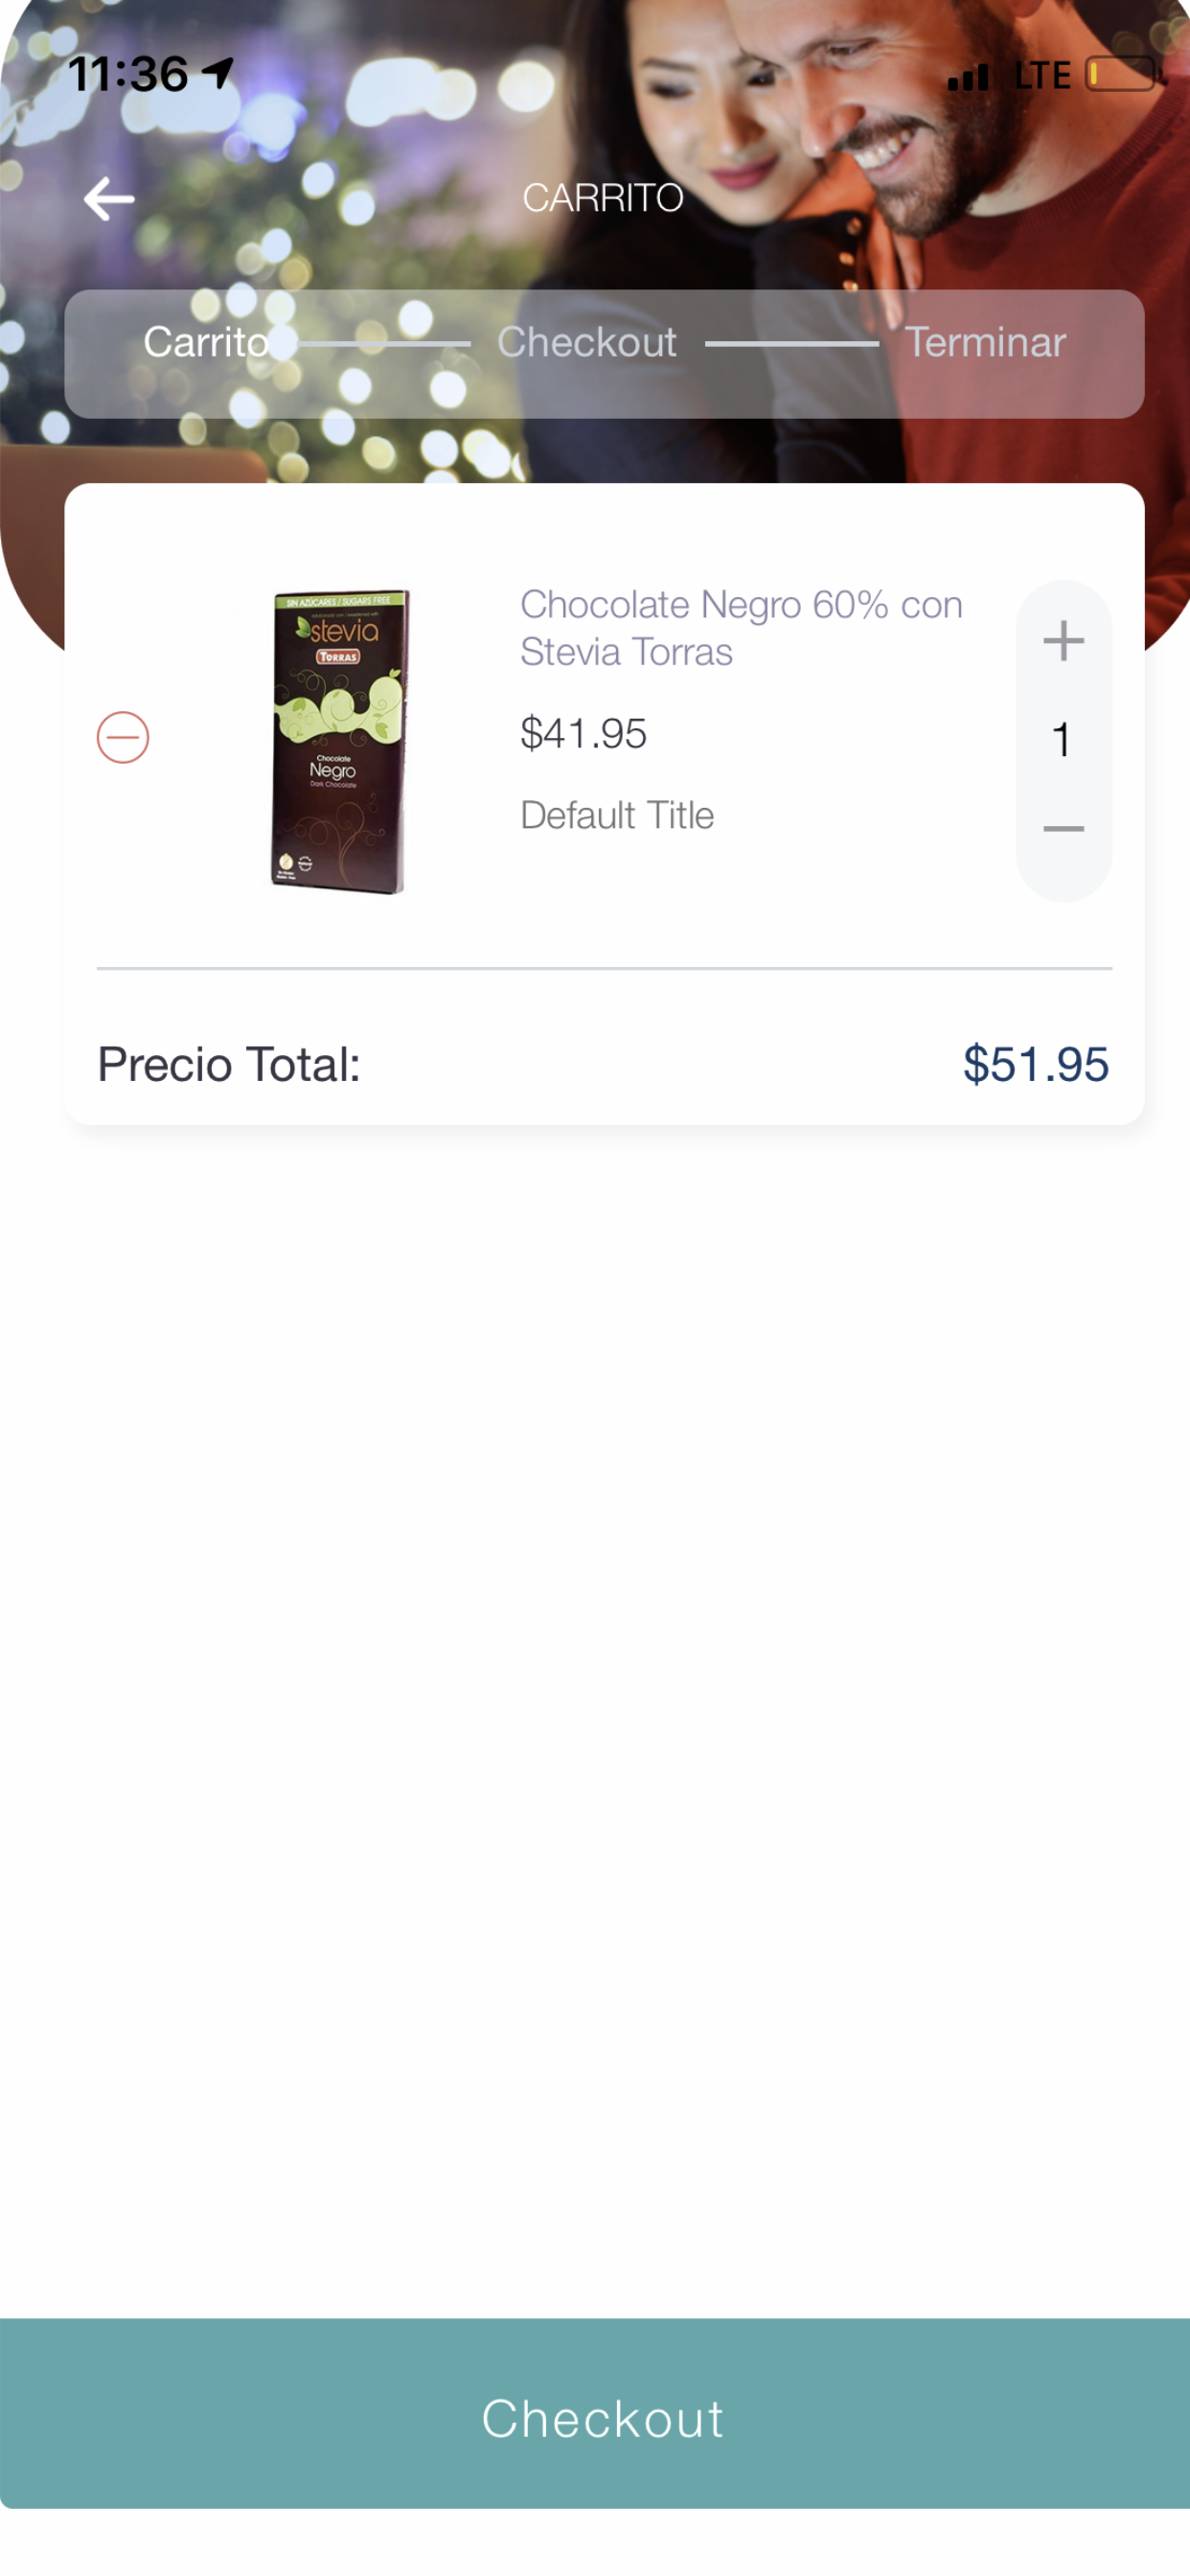 11:36
LTE
CARRITO
Carrito
Checkout
Terminar
SIN AZÚCARES / SUGARS FREE
stevia
TORRAS
Chocolate
Negro
Dark Chocolate
Chocolate Negro 60% con
Stevia Torras
$41.95
Default Title
1
Precio Total:
$51.95
Checkout